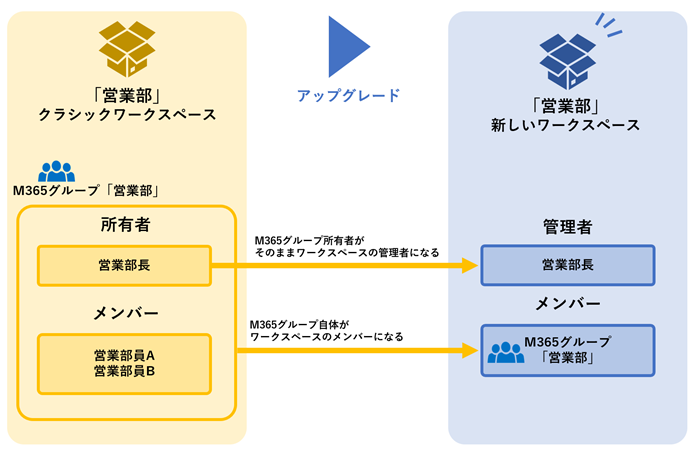 「営業部」
クラシックワークスペース
アップグレード
「営業部」
新しいワークスペース
M365グループ「営業部」
所有者
営業部長
メンバー
営業部員A
営業部員B
M365グループ所有者が
そのままワークスペースの管理者になる
M365グループ自体が
ワークスペースのメンバーになる
管理者
営業部長
メンバー
M365グループ
「営業部」